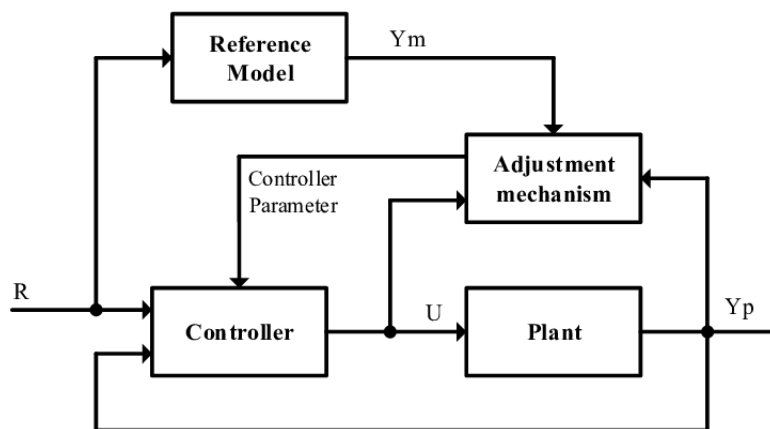 Reference
Model
Ym
Adjustment
mechanism
Controller
Parameter
R
Controller
U
Plant
Yp